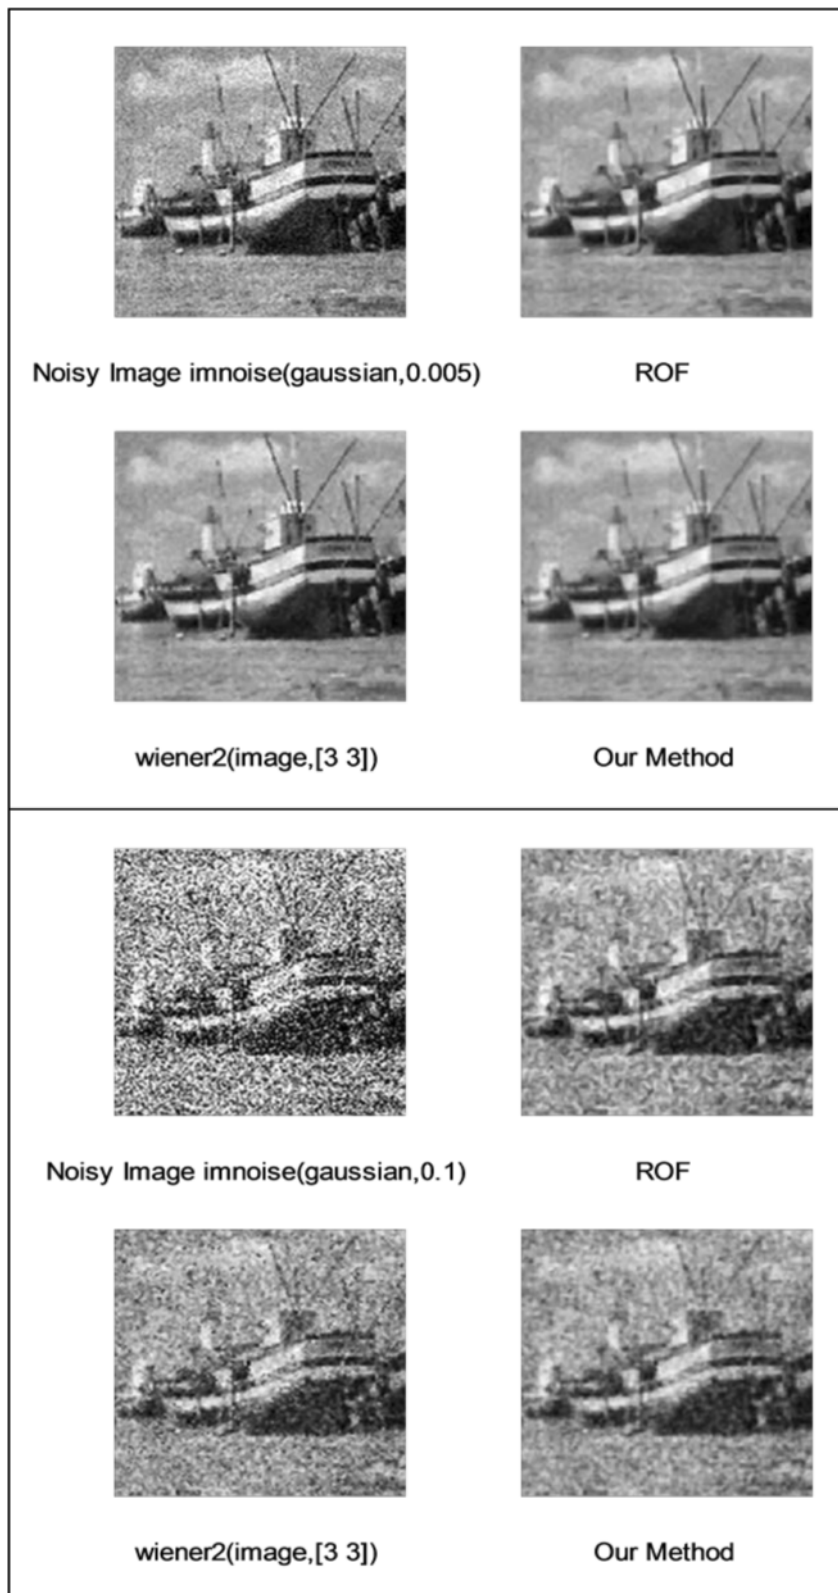 Noisy Image imnoise(gaussian,0.005)
ROF
wiener2(image,[3 3])
Our Method
Noisy Image imnoise(gaussian,0.1)
ROF
wiener2(image,[3 3])
Our Method